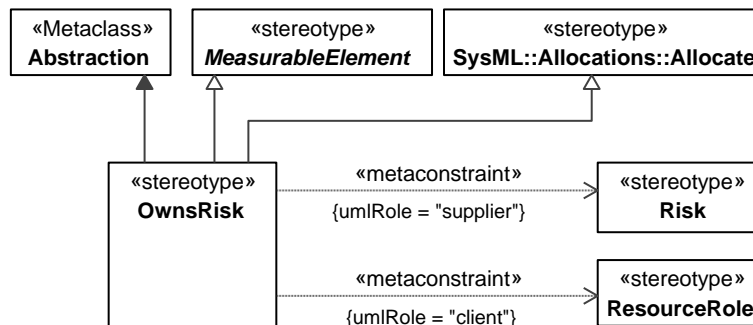 «Metaclass»
Abstraction
«stereotype»
MeasurableElement
«stereotype»
SysML::Allocations::Allocate
«stereotype»
OwnsRisk
«metaconstraint»
{umlRole = "supplier"}
«stereotype»
Risk
«metaconstraint»
{umlRole = "client"}
«stereotype»
ResourceRole